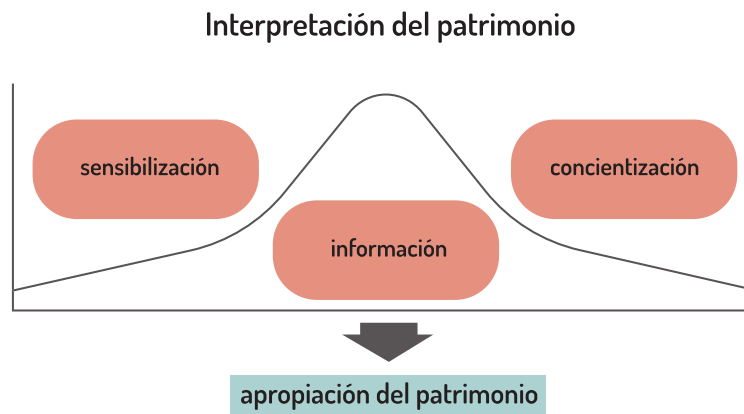 Interpretación del patrimonio
sensibilización
concientización
información
apropiación del patrimonio